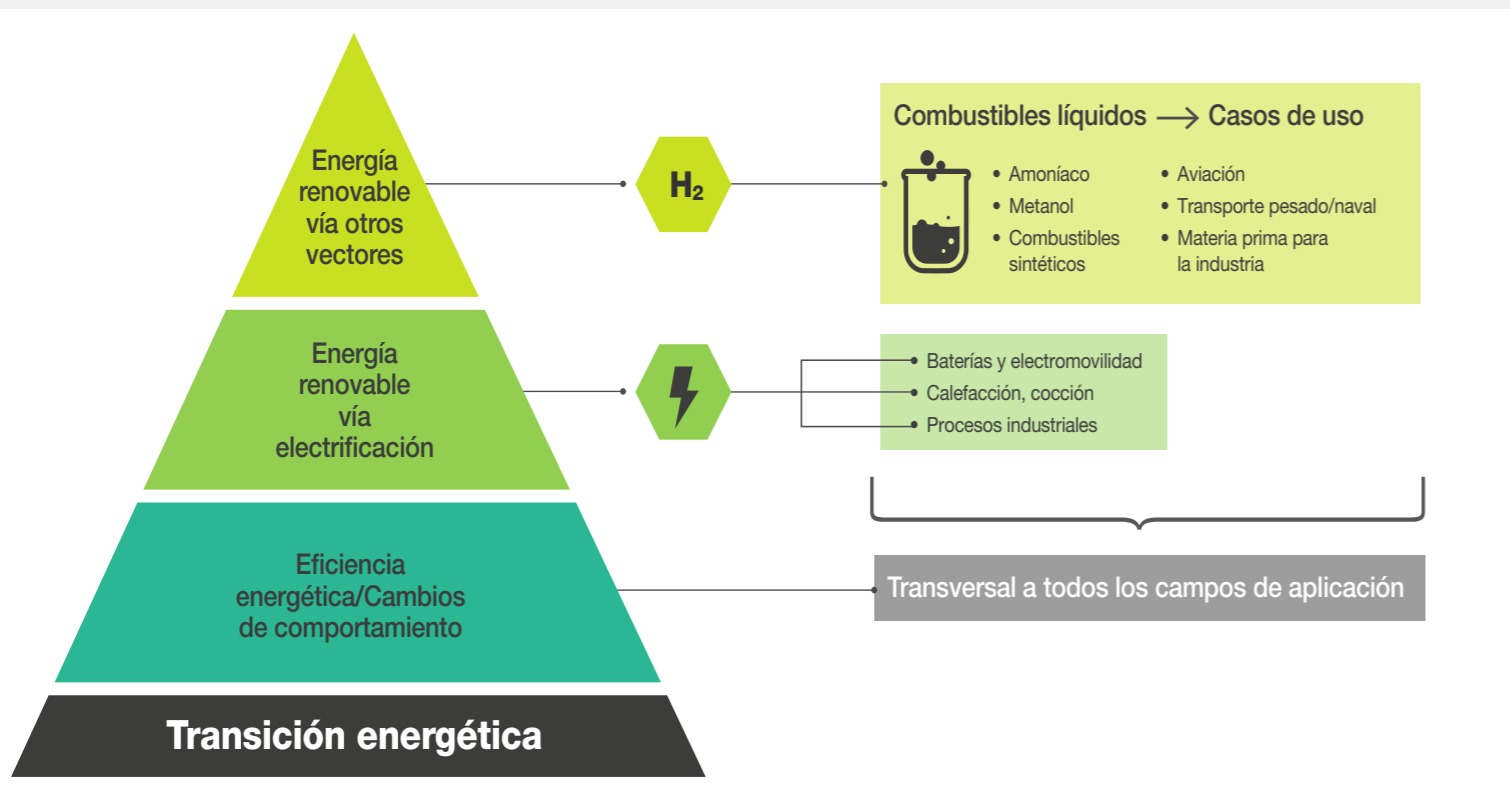 Energía
renovable
vía otros
vectores
H₂
Combustibles líquidos → Casos de uso
• Amoníaco
• Metanol
• Combustibles
sintéticos
• Aviación
• Transporte pesado/naval
• Materia prima para
la industria
Energía
renovable
vía
electrificación
Baterías y electromovilidad
Calefacción, cocción
Procesos industriales
Eficiencia
energética/Cambios
de comportamiento
Transversal a todos los campos de aplicación
Transición energética